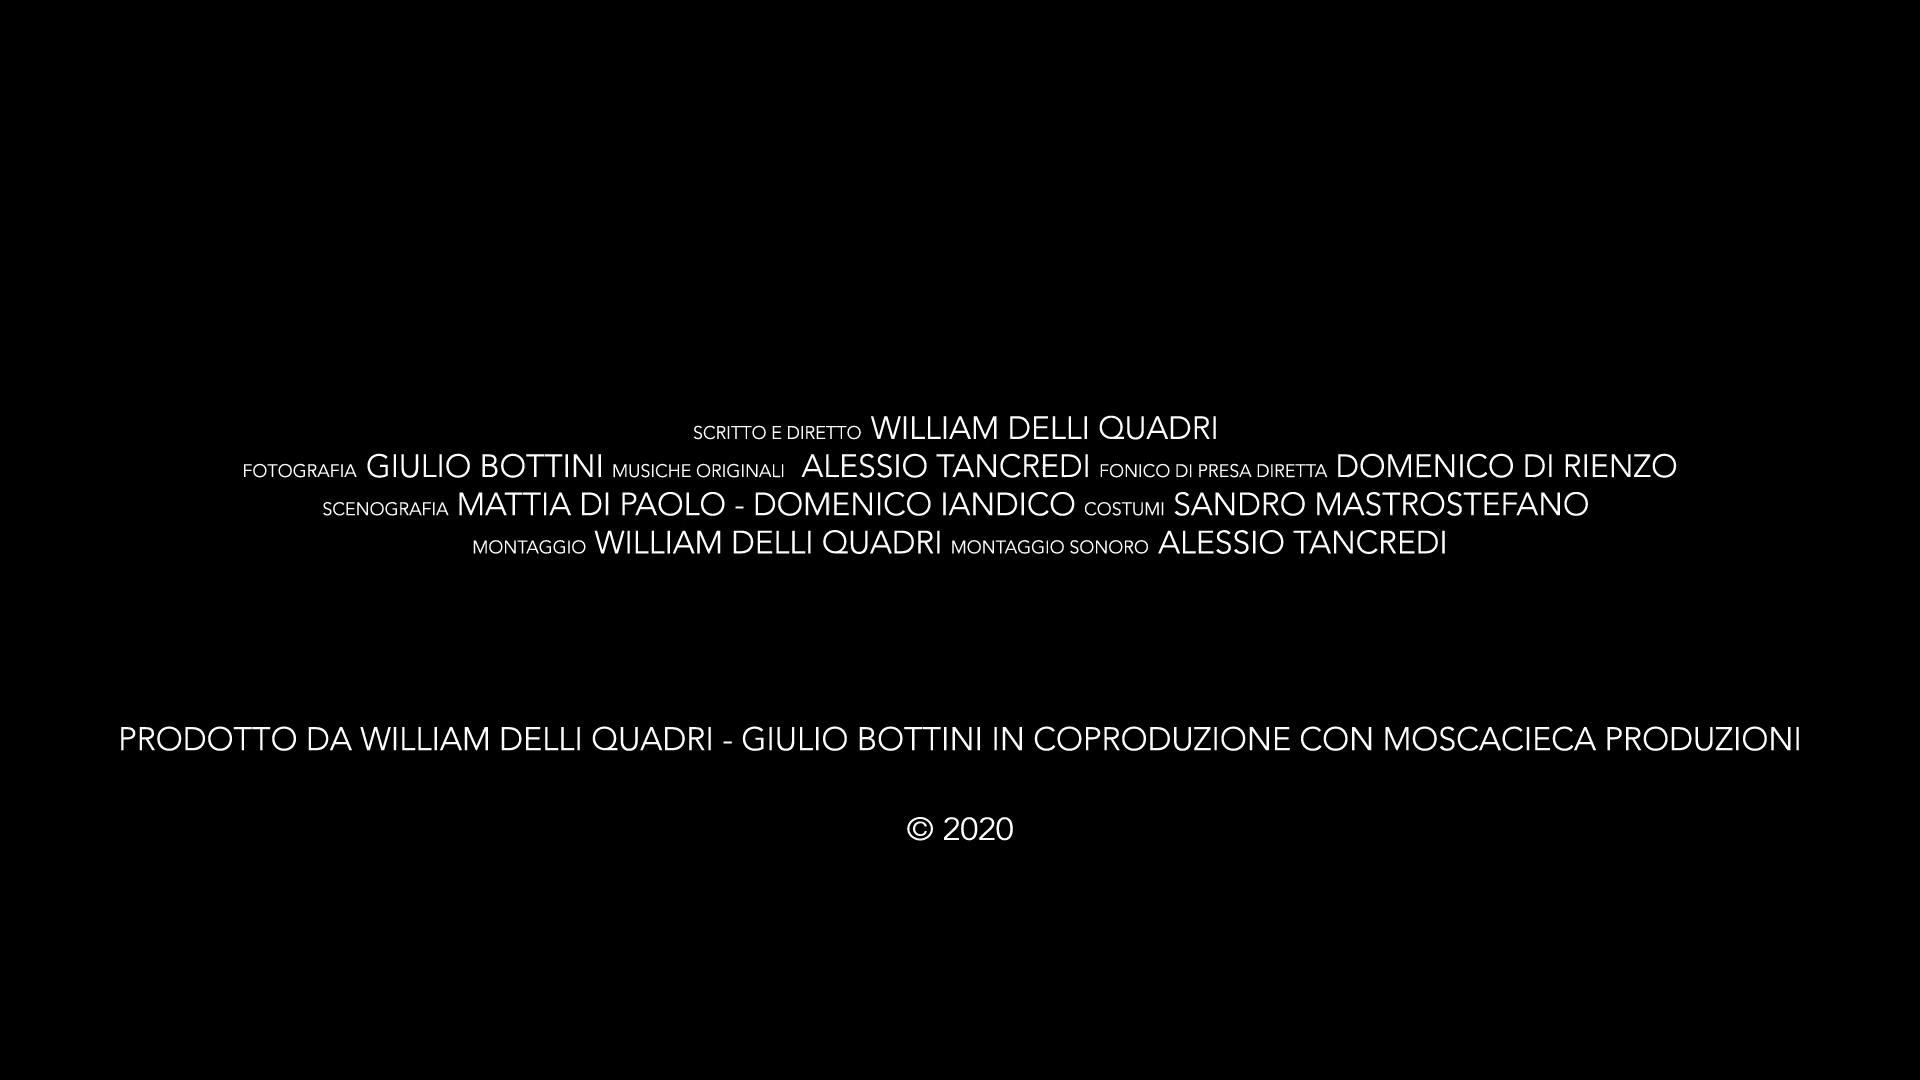 SCRITTO E DIRETTO WILLIAM DELLI QUADRI
FOTOGRAFIA GIULIO BOTTINI MUSICHE ORIGINALI ALESSIO TANCREDI FONICO DI PRESA DIRETTA DOMENICO DI RIENZO
SCENOGRAFIA MATTIA DI PAOLO - DOMENICO IANDICO COSTUMI SANDRO MASTROSTEFANO
MONTAGGIO WILLIAM DELLI QUADRI MONTAGGIO SONORO ALESSIO TANCREDI
PRODOTTO DA WILLIAM DELLI QUADRI - GIULIO BOTTINI IN COPRODUZIONE CON MOSCACIECA PRODUZIONI
© 2020